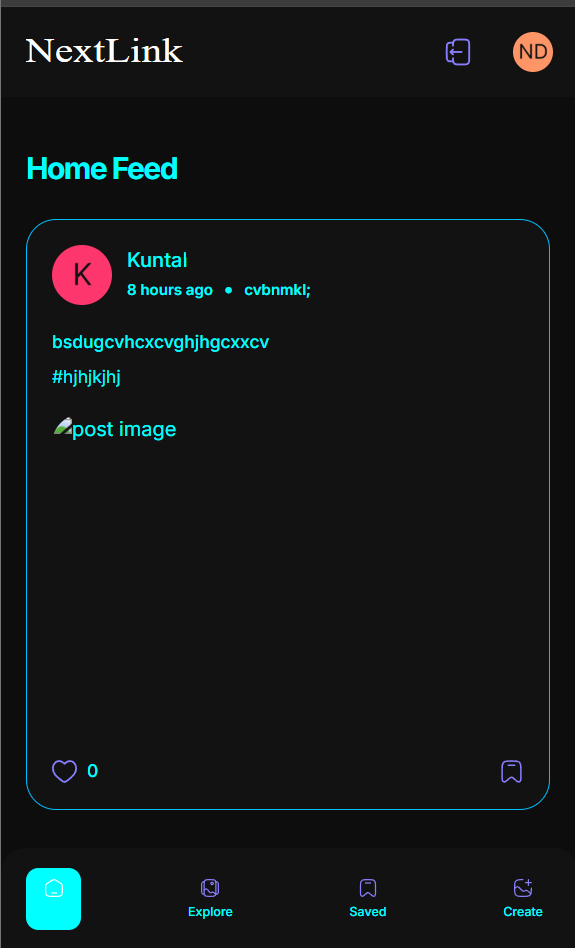 NextLink
ND
Home Feed
K
Kuntal
8 hours ago • cvbnmkl;
bsdugcvhcxcvghjhgcxxcv
#hjhjkjhj
post image
0
Explore
Saved
Create